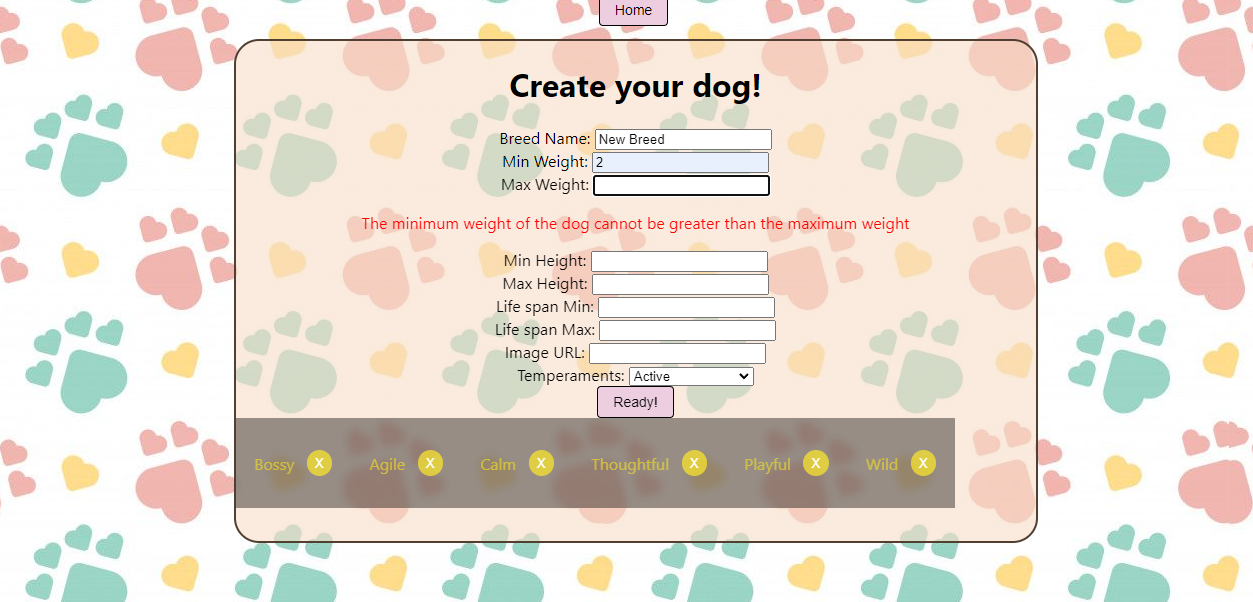 Home
Create your dog!
Breed Name: New Breed
Min Weight: 2
Max Weight:
The minimum weight of the dog cannot be greater than the maximum weight
Min Height:
Max Height:
Life span Min:
Life span Max:
Image URL:
Temperaments: Active
Ready!
Bossy X Agile X Calm X Thoughtful X Playful X Wild X